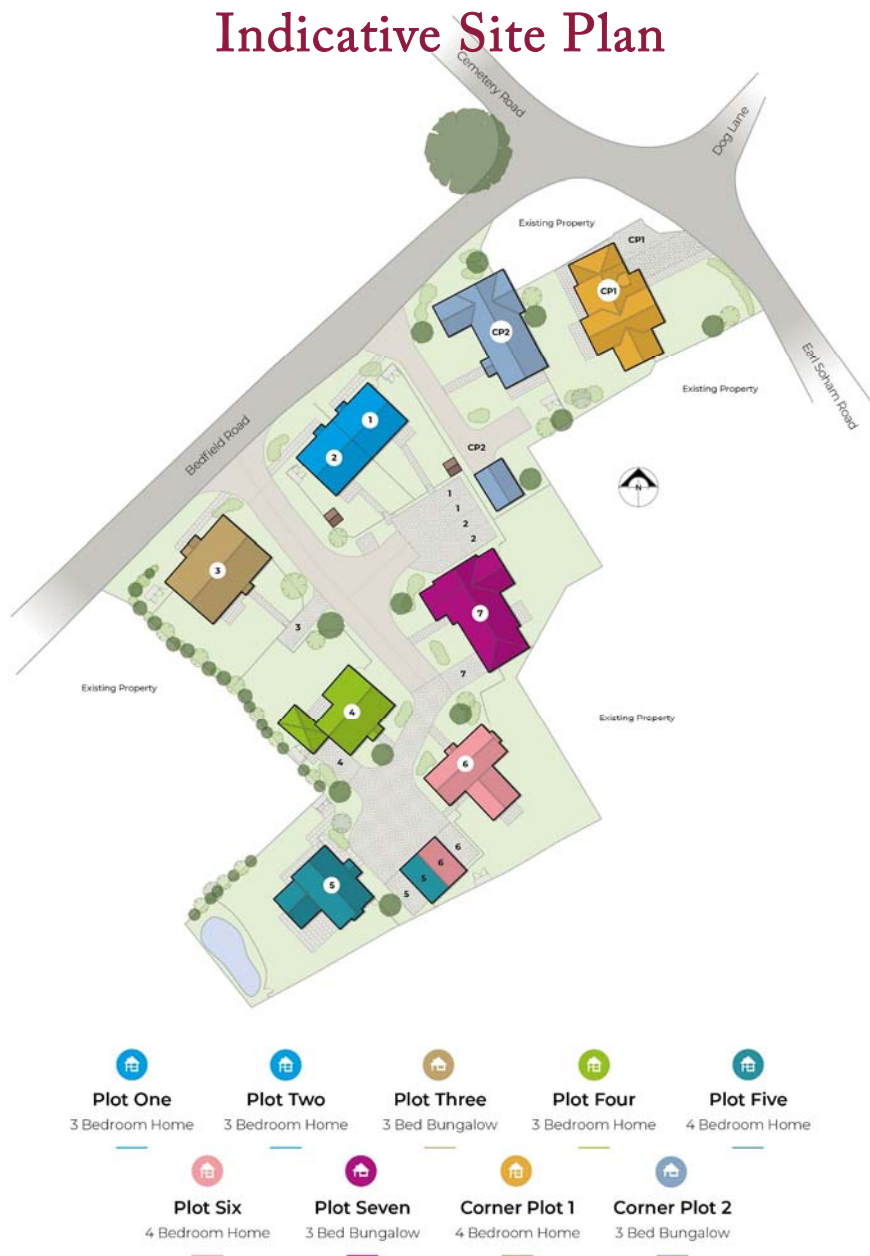 Indicative Site Plan
Cemetery Road
Dog Lane
Existing Property
CP1
CP1
CP2
Earl Soham Road
Existing Property
1
Bedfield Road
CP2
2
N
1
1
2
2
3
7
3
7
Existing Property
4
Existing Property
4
6
6
6
5
5
5
Plot One
3 Bedroom Home
Plot Two
3 Bedroom Home
Plot Three
3 Bed Bungalow
Plot Four
3 Bedroom Home
Plot Five
4 Bedroom Home
Plot Six
4 Bedroom Home
Plot Seven
3 Bed Bungalow
Corner Plot 1
4 Bedroom Home
Corner Plot 2
3 Bed Bungalow